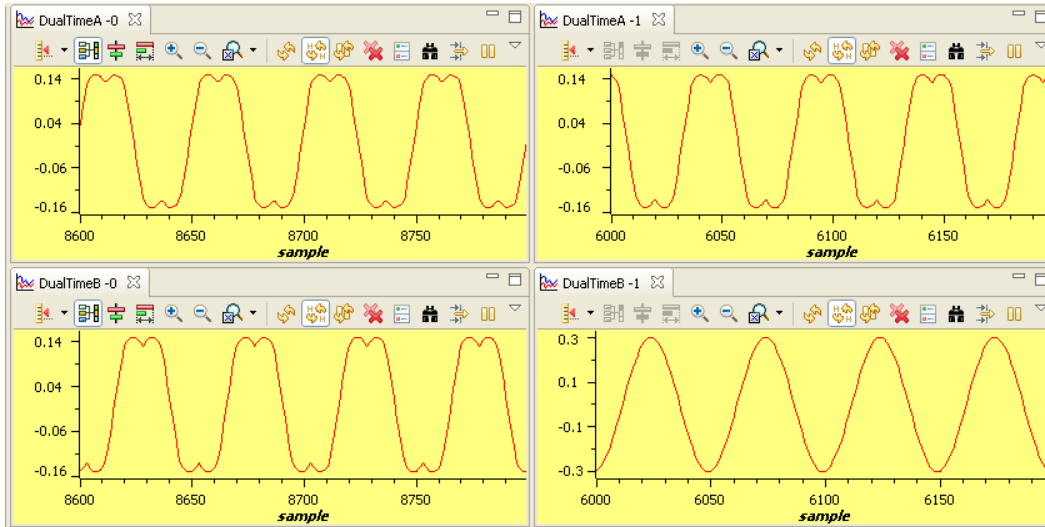 DualTimeA -0
0.14
0.04
-0.06
-0.16
8600 8650 8700 8750
sample
DualTimeA -1
0.14
0.04
-0.06
-0.16
6000 6050 6100 6150
sample
DualTimeB -0
0.14
0.04
-0.06
-0.16
8600 8650 8700 8750
sample
DualTimeB -1
0.3
0.1
-0.1
-0.3
6000 6050 6100 6150
sample